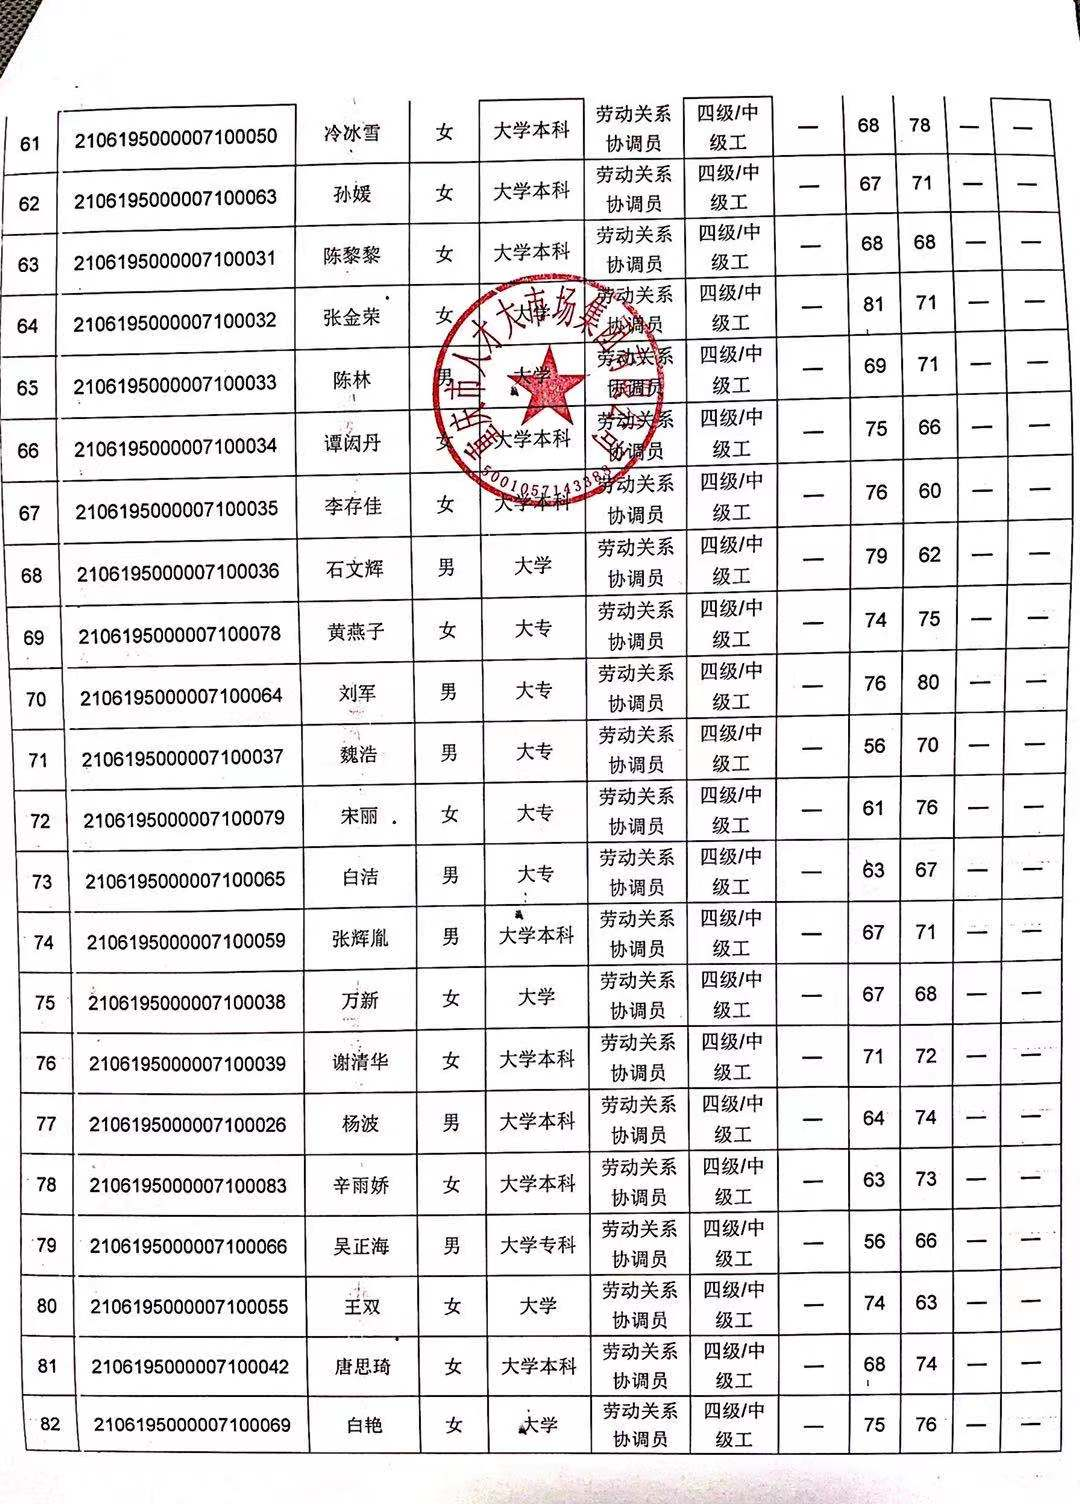 61 2106195000007100050 冷冰雪 女 大学本科 劳动关系协调员 四级/中级工 — 68 78 — —
62 2106195000007100063 孙媛 女 大学本科 劳动关系协调员 四级/中级工 — 67 71 — —
63 2106195000007100031 陈黎黎 女 大学本科 劳动关系协调员 四级/中级工 — 68 68 — —
64 2106195000007100032 张金荣 女 大学 劳动关系协调员 四级/中级工 — 81 71 — —
65 2106195000007100033 陈林 男 大学 劳动关系协调员 四级/中级工 — 69 71 — —
66 2106195000007100034 谭闳丹 女 大学本科 劳动关系协调员 四级/中级工 — 75 66 — —
67 2106195000007100035 李存佳 女 大学本科 劳动关系协调员 四级/中级工 — 76 60 — —
68 2106195000007100036 石文辉 男 大学 劳动关系协调员 四级/中级工 — 79 62 — —
69 2106195000007100078 黄燕子 女 大专 劳动关系协调员 四级/中级工 — 74 75 — —
70 2106195000007100064 刘军 男 大专 劳动关系协调员 四级/中级工 — 76 80 — —
71 2106195000007100037 魏浩 男 大专 劳动关系协调员 四级/中级工 — 56 70 — —
72 2106195000007100079 宋丽 女 大专 劳动关系协调员 四级/中级工 — 61 76 — —
73 2106195000007100065 白洁 男 大专 劳动关系协调员 四级/中级工 — 63 67 — —
74 2106195000007100059 张辉胤 男 大学本科 劳动关系协调员 四级/中级工 — 67 71 — —
75 2106195000007100038 万新 女 大学 劳动关系协调员 四级/中级工 — 67 68 — —
76 2106195000007100039 谢清华 女 大学本科 劳动关系协调员 四级/中级工 — 71 72 — —
77 2106195000007100026 杨波 男 大学本科 劳动关系协调员 四级/中级工 — 64 74 — —
78 2106195000007100083 辛雨娇 女 大学本科 劳动关系协调员 四级/中级工 — 63 73 — —
79 2106195000007100066 吴正海 男 大学专科 劳动关系协调员 四级/中级工 — 56 66 — —
80 2106195000007100055 王双 女 大学 劳动关系协调员 四级/中级工 — 74 63 — —
81 2106195000007100042 唐思琦 女 大学本科 劳动关系协调员 四级/中级工 — 68 74 — —
82 2106195000007100069 白艳 女 大学 劳动关系协调员 四级/中级工 — 75 76 — —
重庆市人才大市场集团有限公司